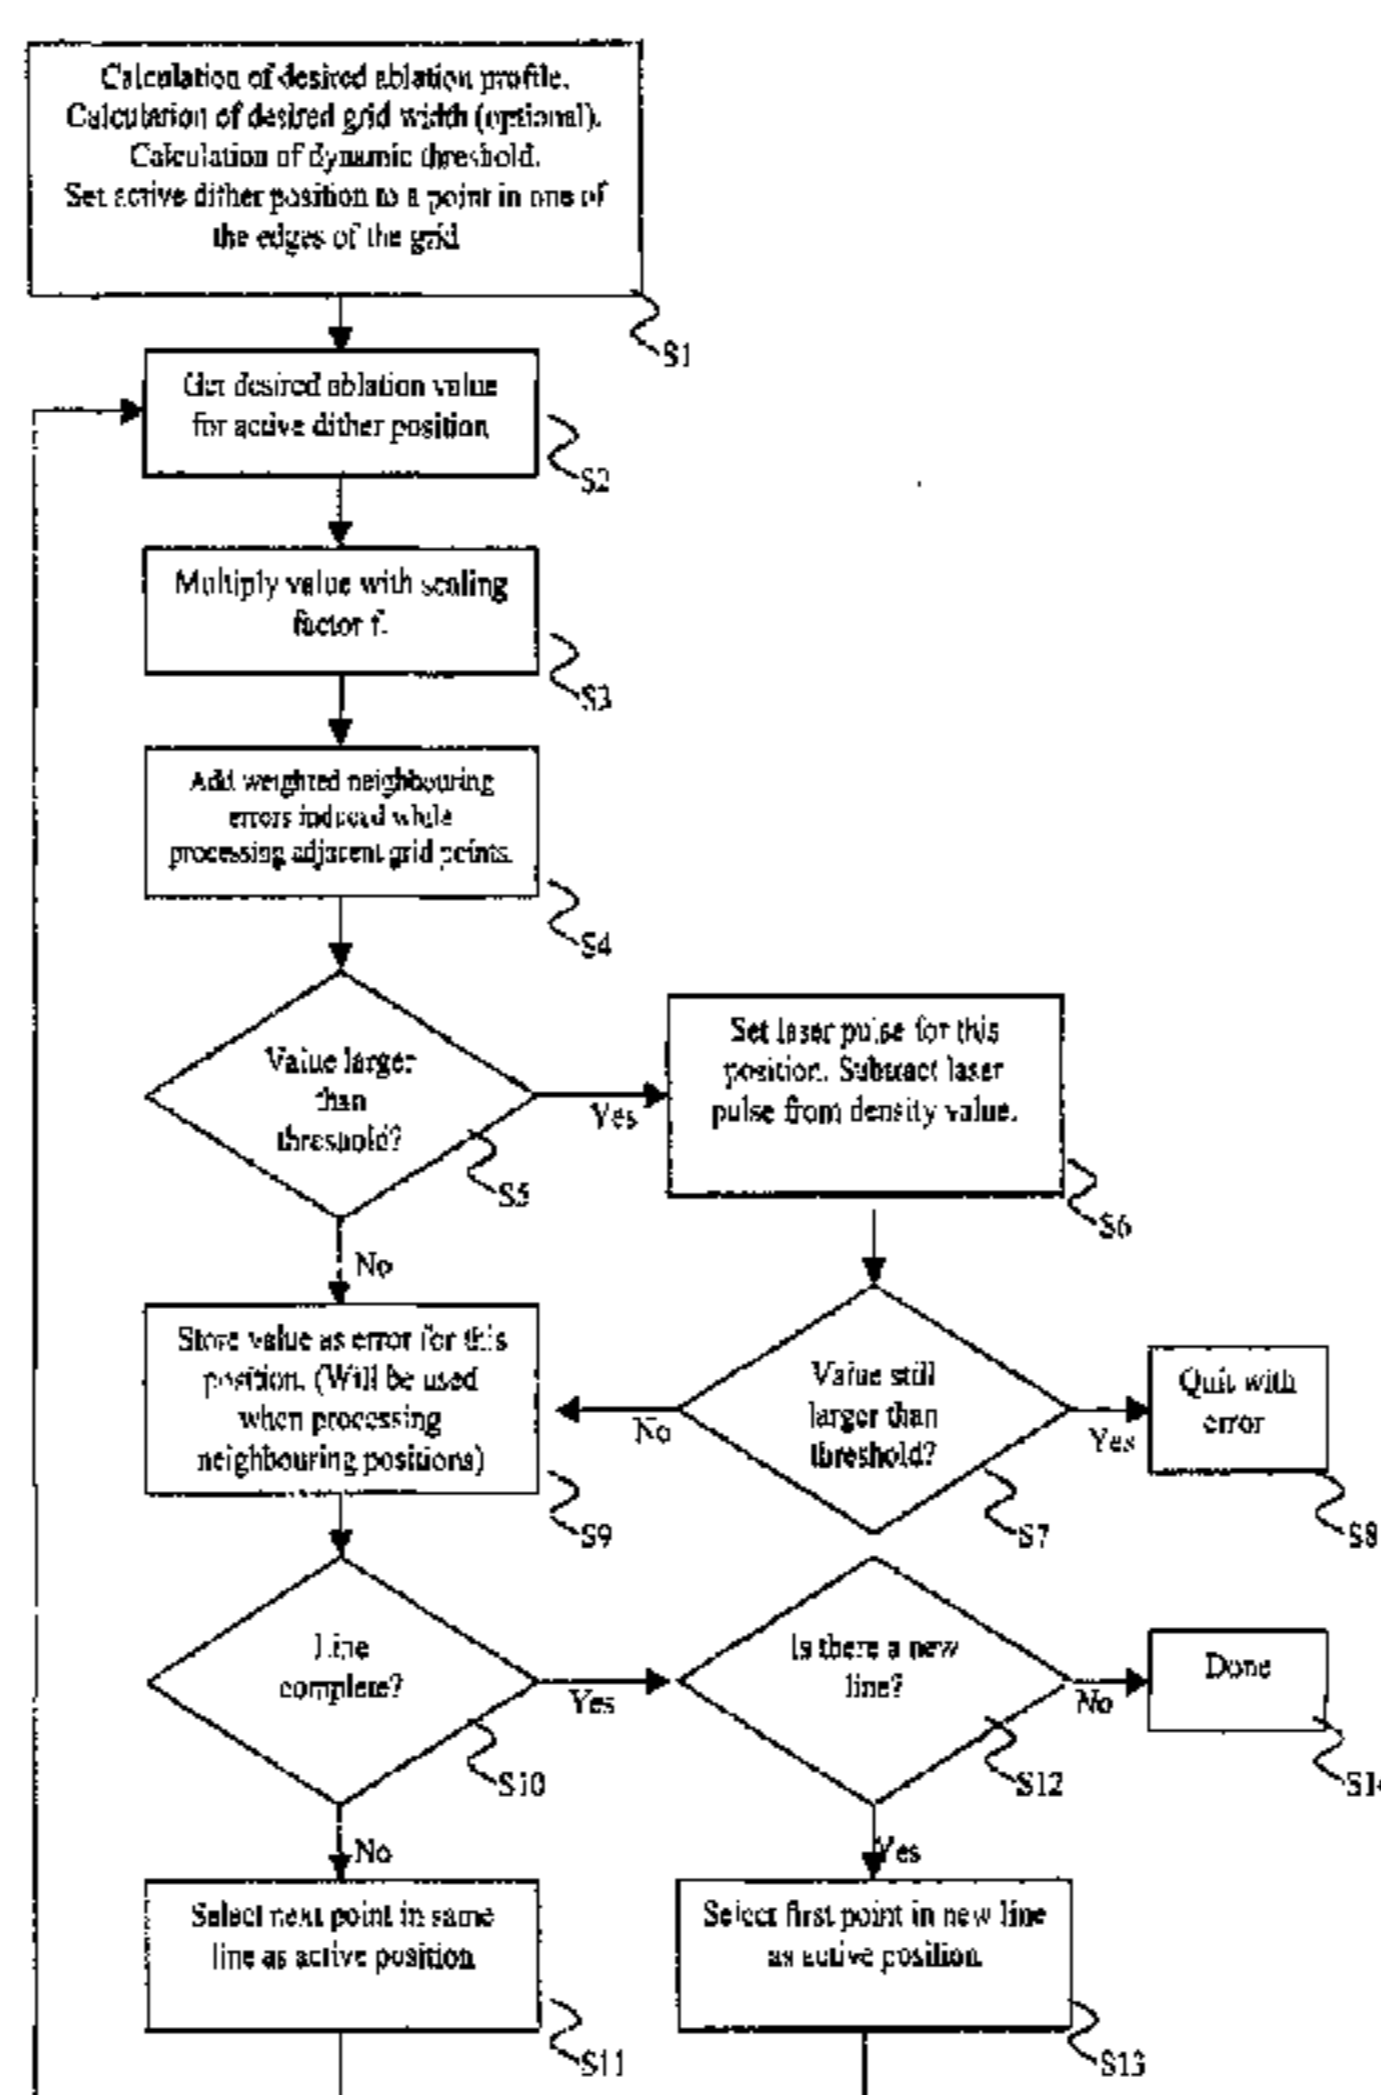 Calculation of desired ablation profile.
Calculation of desired grid width (optional).
Calculation of dynamic threshold.
Set active dither position to a point in one of
the edges of the grid
S1
Get desired ablation value
for active dither position
S2
Multiply value with scaling
factor f.
S3
Add weighted neighbouring
errors induced while
processing adjacent grid points.
S4
Value larger
than
threshold?
S5
Yes
Set laser pulse for this
position. Subtract laser
pulse from density value.
S6
No
Store value as error for this
position. (Will be used
when processing
neighbouring positions)
S9
No
Value still
larger than
threshold?
S7
Yes
Quit with
error
S8
Line
complete?
S10
Yes
Is there a new
line?
S12
No
Done
No
Select next point in same
line as active position
S11
Yes
Select first point in new line
as active position
S13